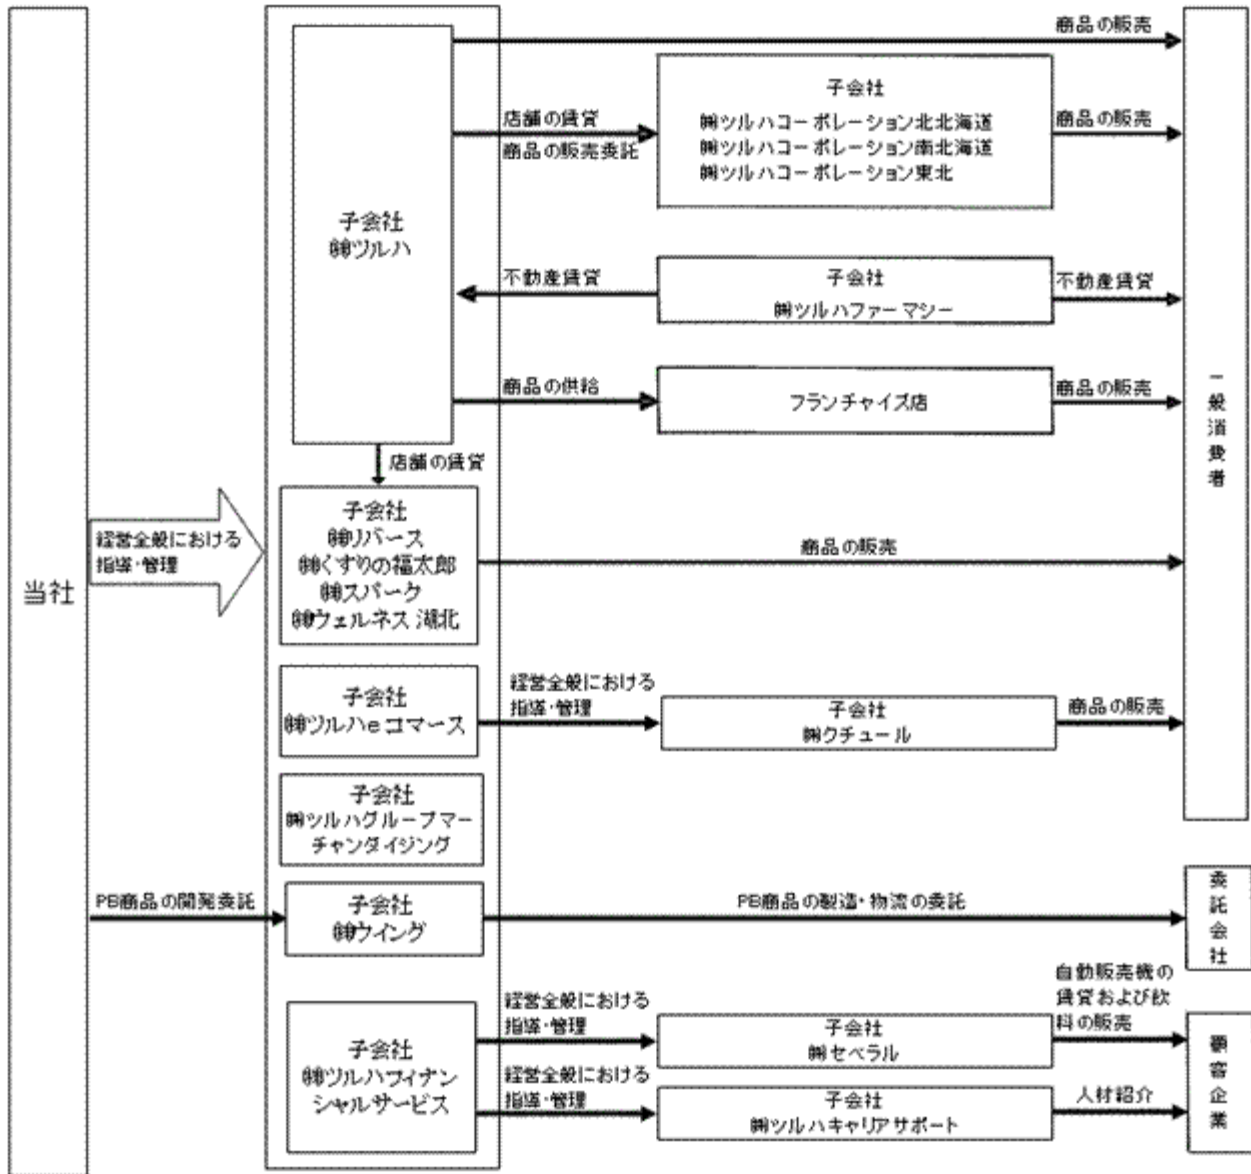 当社
経営全般における
指導・管理
子会社
㈱ツルハ
商品の販売
店舗の賃貸
商品の販売委託
子会社
㈱ツルハコーポレーション北北海道
㈱ツルハコーポレーション南北海道
㈱ツルハコーポレーション東北
商品の販売
不動産賃貸
子会社
㈱ツルハファーマシー
不動産賃貸
商品の供給
フランチャイズ店
商品の販売
一般消費者
店舗の賃貸
子会社
㈱リバース
㈱くすりの福太郎
㈱スパーク
㈱ウェルネス湖北
商品の販売
子会社
㈱ツルハeコマース
経営全般における
指導・管理
子会社
㈱クチュール
商品の販売
子会社
㈱ツルハグループマー
チャンダイジング
PB商品の開発委託
子会社
㈱ウイング
PB商品の製造・物流の委託
委託会社
子会社
㈱ツルハフィナン
シャルサービス
経営全般における
指導・管理
子会社
㈱セベラル
自動販売機の
賃貸および飲
料の販売
経営全般における
指導・管理
子会社
㈱ツルハキャリアサポート
人材紹介
顧客企業